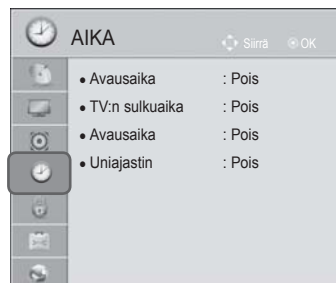 AIKA
Siirrä OK
● Avausaika : Pois
● TV:n sulkuaika : Pois
● Avausaika : Pois
● Uniajastin : Pois